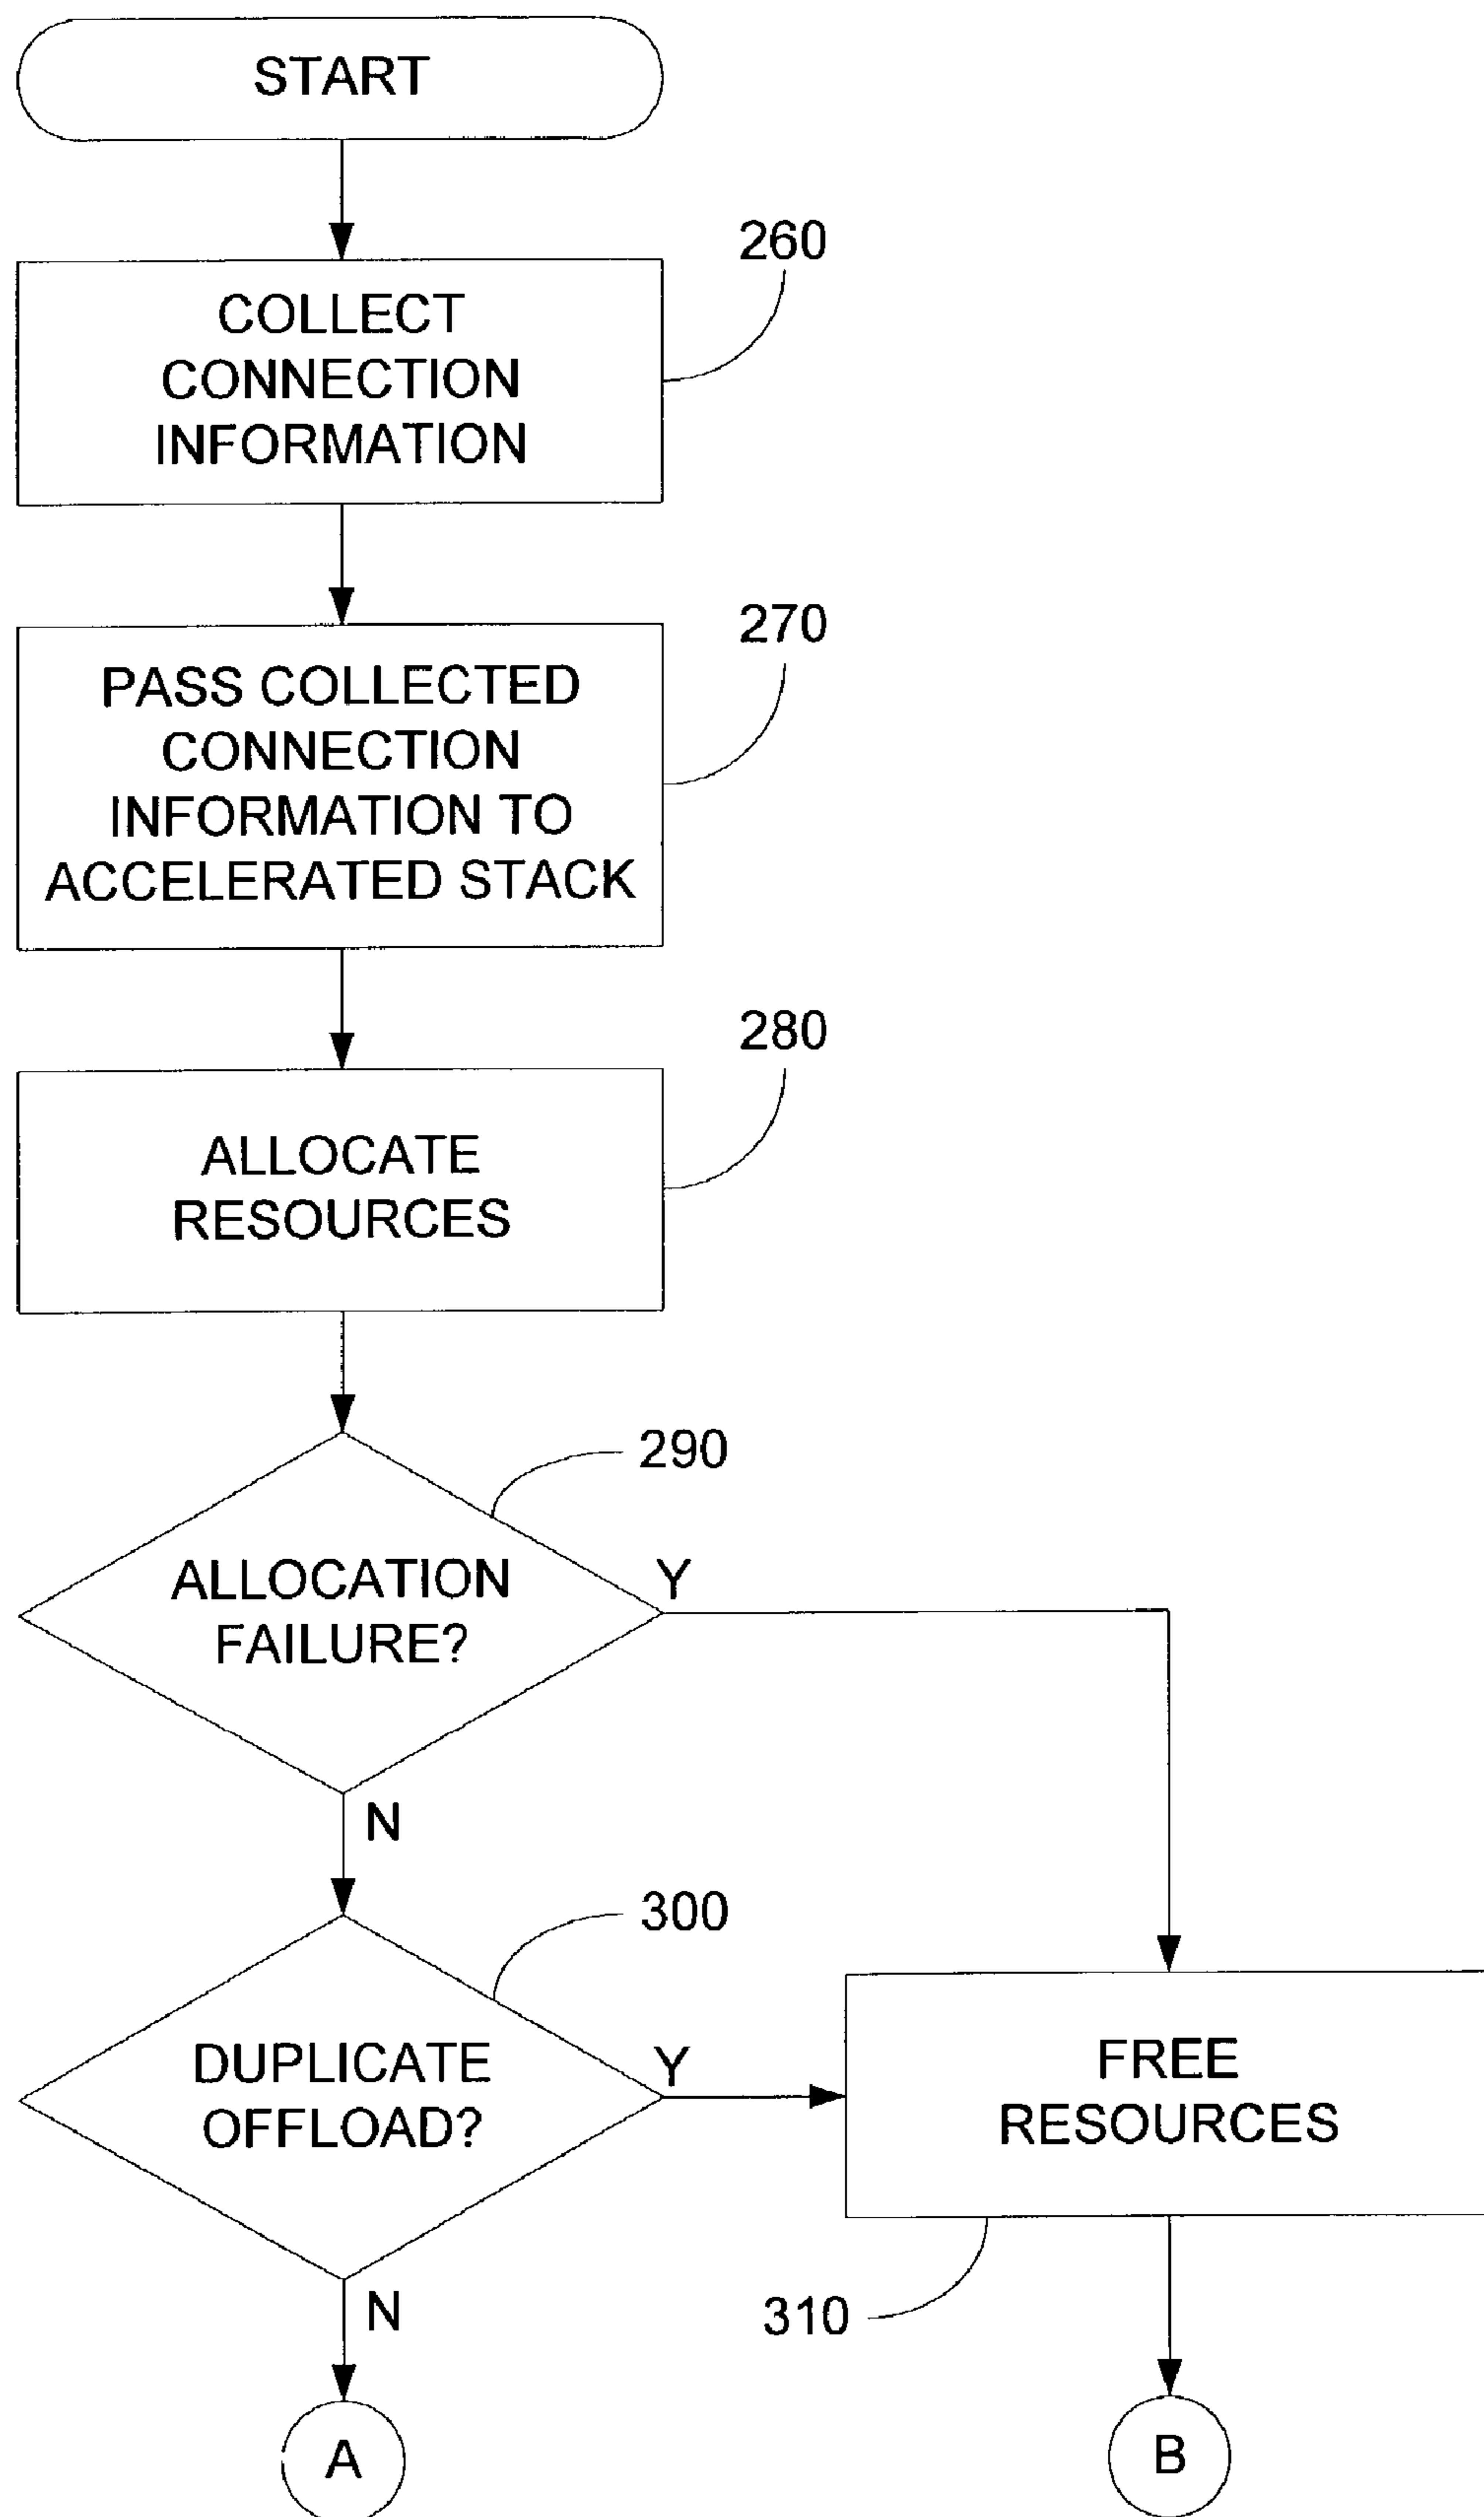 START
260
COLLECT
CONNECTION
INFORMATION
270
PASS COLLECTED
CONNECTION
INFORMATION TO
ACCELERATED STACK
280
ALLOCATE
RESOURCES
290
ALLOCATION
FAILURE?
Y
N
300
DUPLICATE
OFFLOAD?
Y
FREE
RESOURCES
310
N
A
B